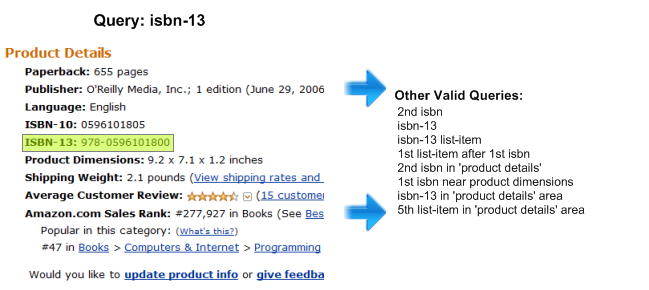 Query: isbn-13
Product Details
Paperback: 655 pages
Publisher: O'Reilly Media, Inc.; 1 edition (June 29, 2006
Language: English
ISBN-10: 0596101805
ISBN-13: 978-0596101800
Product Dimensions: 9.2 x 7.1 x 1.2 inches
Shipping Weight: 2.1 pounds (View shipping rates and
Average Customer Review: (15 customer
Amazon.com Sales Rank: #277,927 in Books (See Bes
Popular in this category: (What's this?)
#47 in Books > Computers & Internet > Programming
Would you like to update product info or give feedba
Other Valid Queries:
2nd isbn
isbn-13
isbn-13 list-item
1st list-item after 1st isbn
2nd isbn in 'product details'
1st isbn near product dimensions
isbn-13 in 'product details' area
5th list-item in 'product details' area